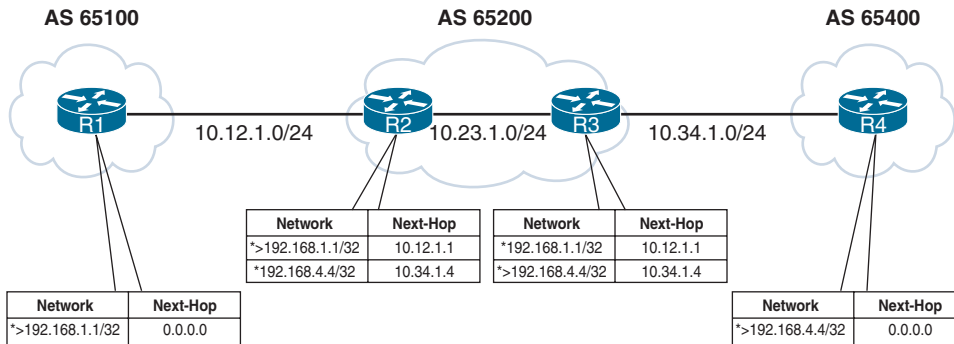 AS 65100 AS 65200 AS 65400
R1 R2 R3 R4
10.12.1.0/24 10.23.1.0/24 10.34.1.0/24
Network Next-Hop
*>192.168.1.1/32 10.12.1.1
*192.168.4.4/32 10.34.1.4
Network Next-Hop
*192.168.1.1/32 10.12.1.1
*>192.168.4.4/32 10.34.1.4
Network Next-Hop
*>192.168.1.1/32 0.0.0.0
Network Next-Hop
*>192.168.4.4/32 0.0.0.0